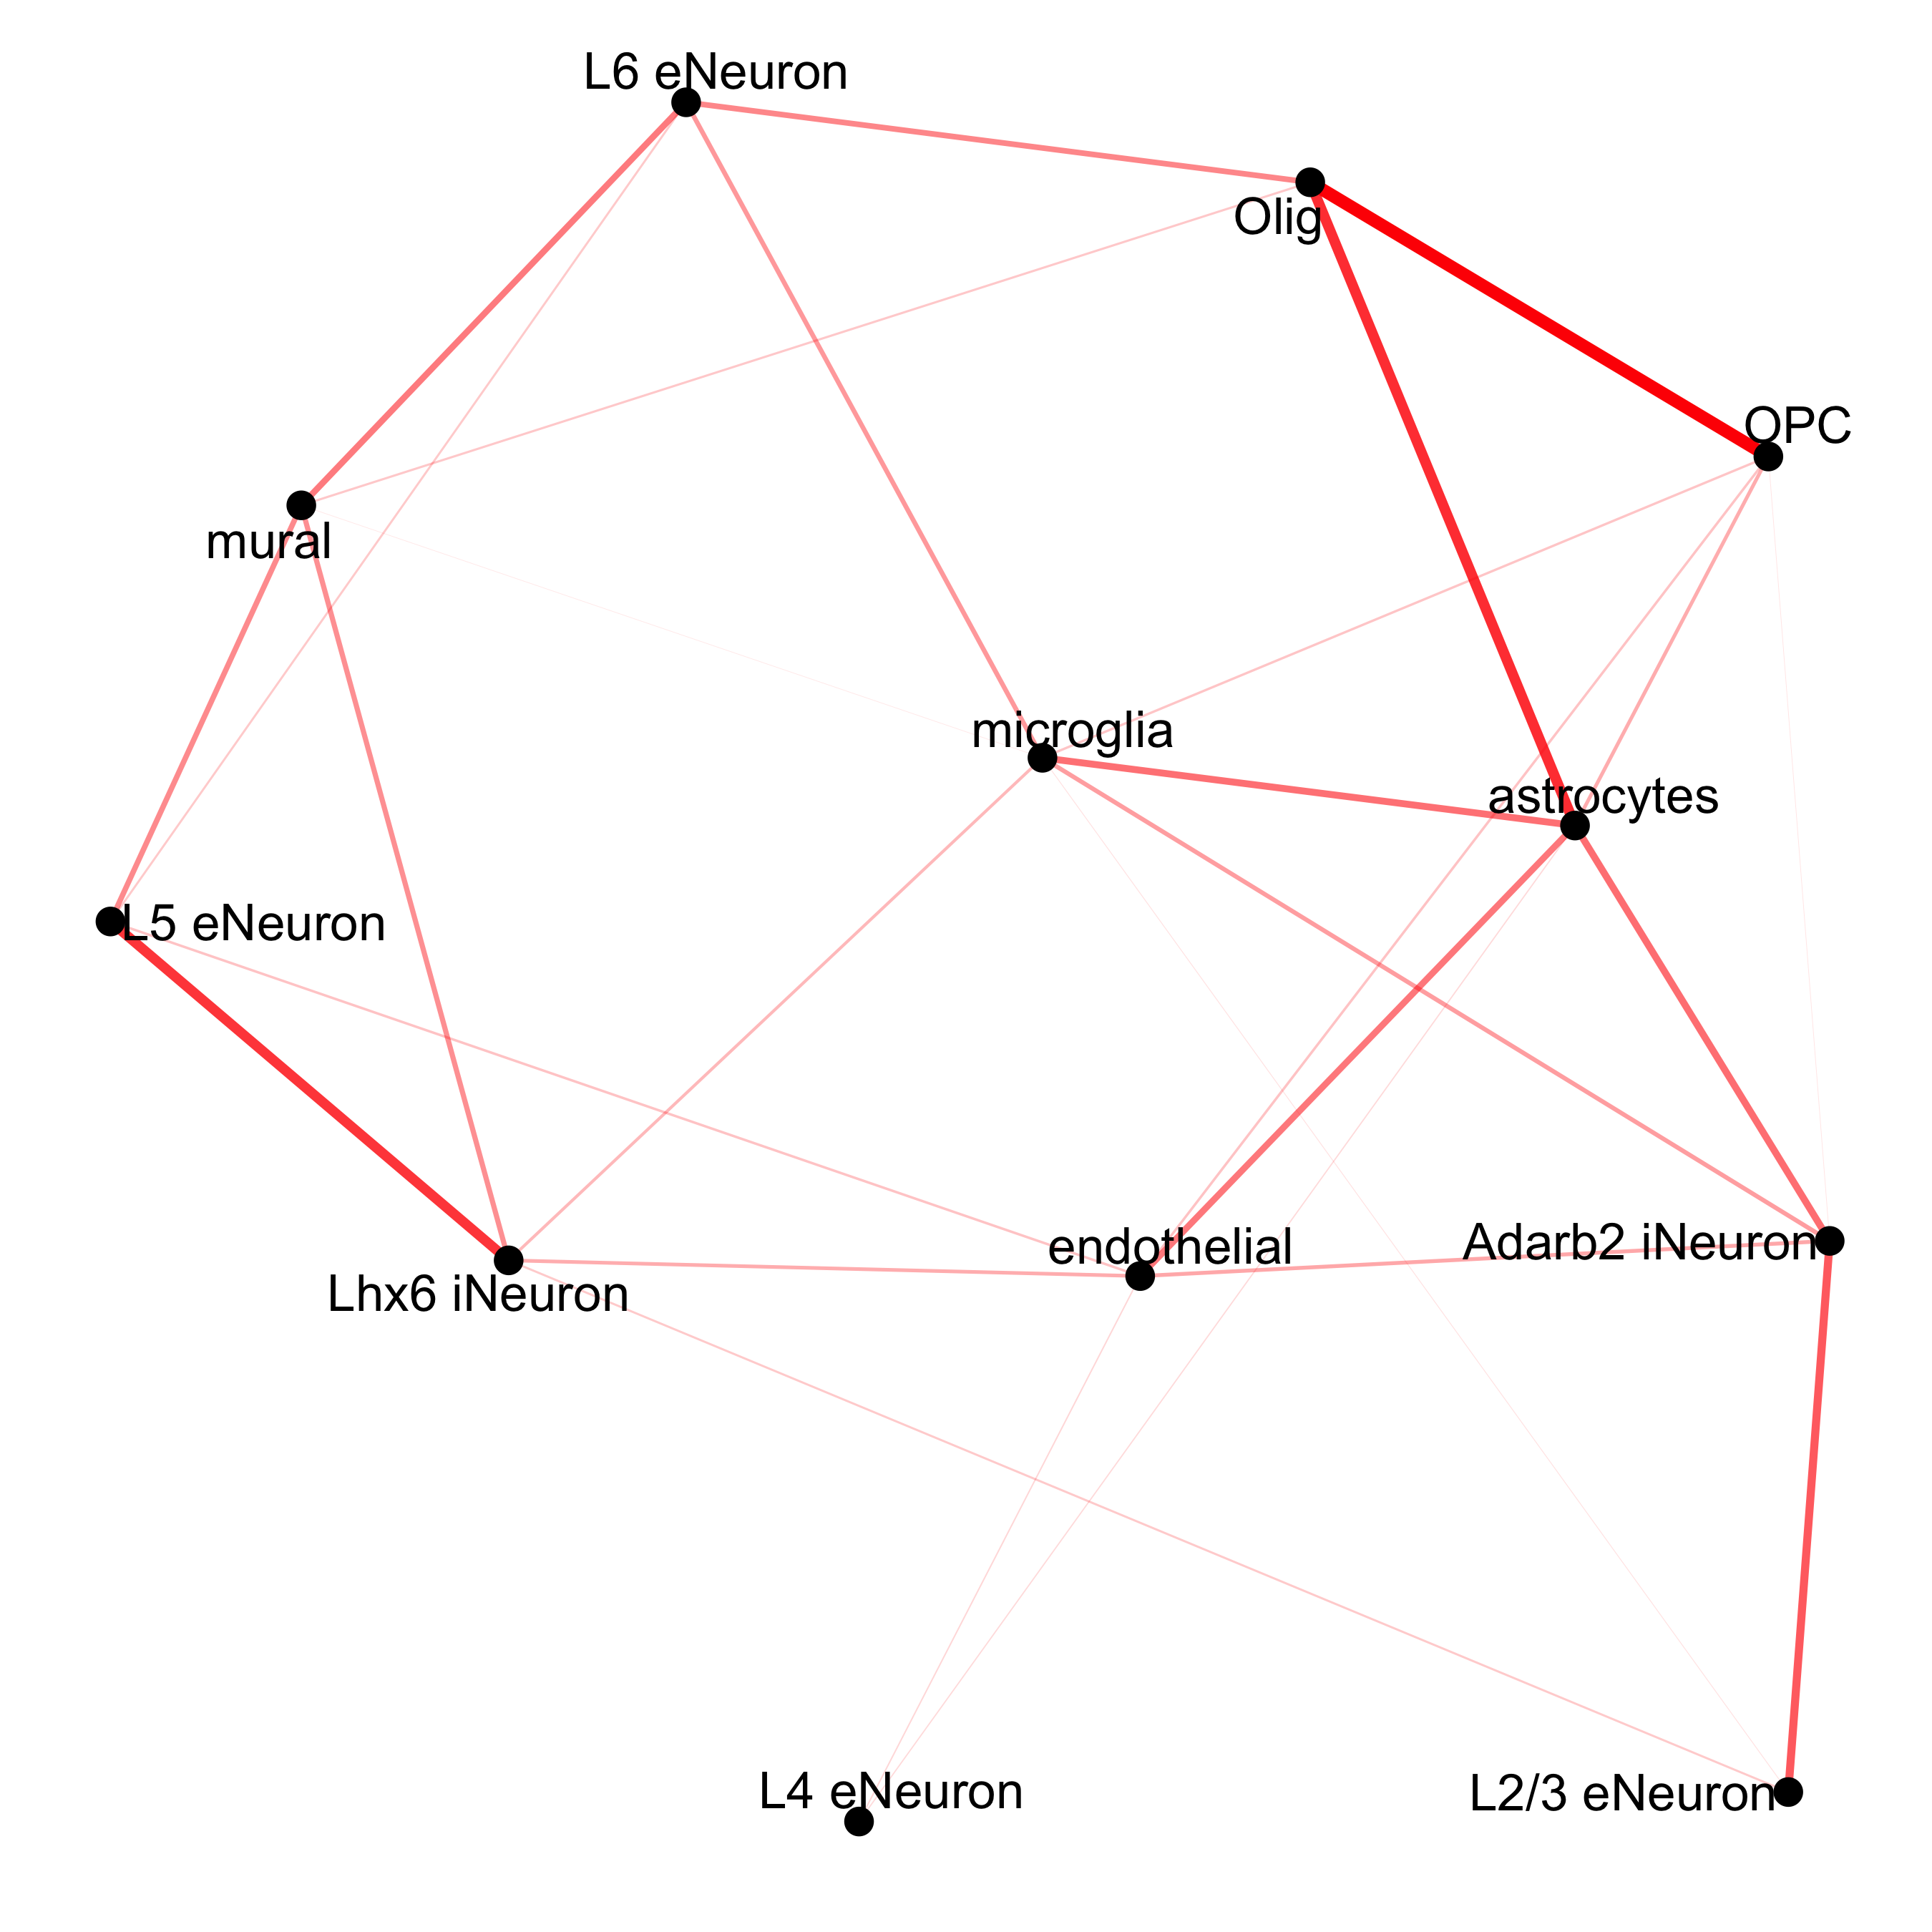 L6 eNeuron
Olig
OPC
mural
microglia
astrocytes
L5 eNeuron
endothelial
Adarb2 iNeuron
Lhx6 iNeuron
L4 eNeuron
L2/3 eNeuron